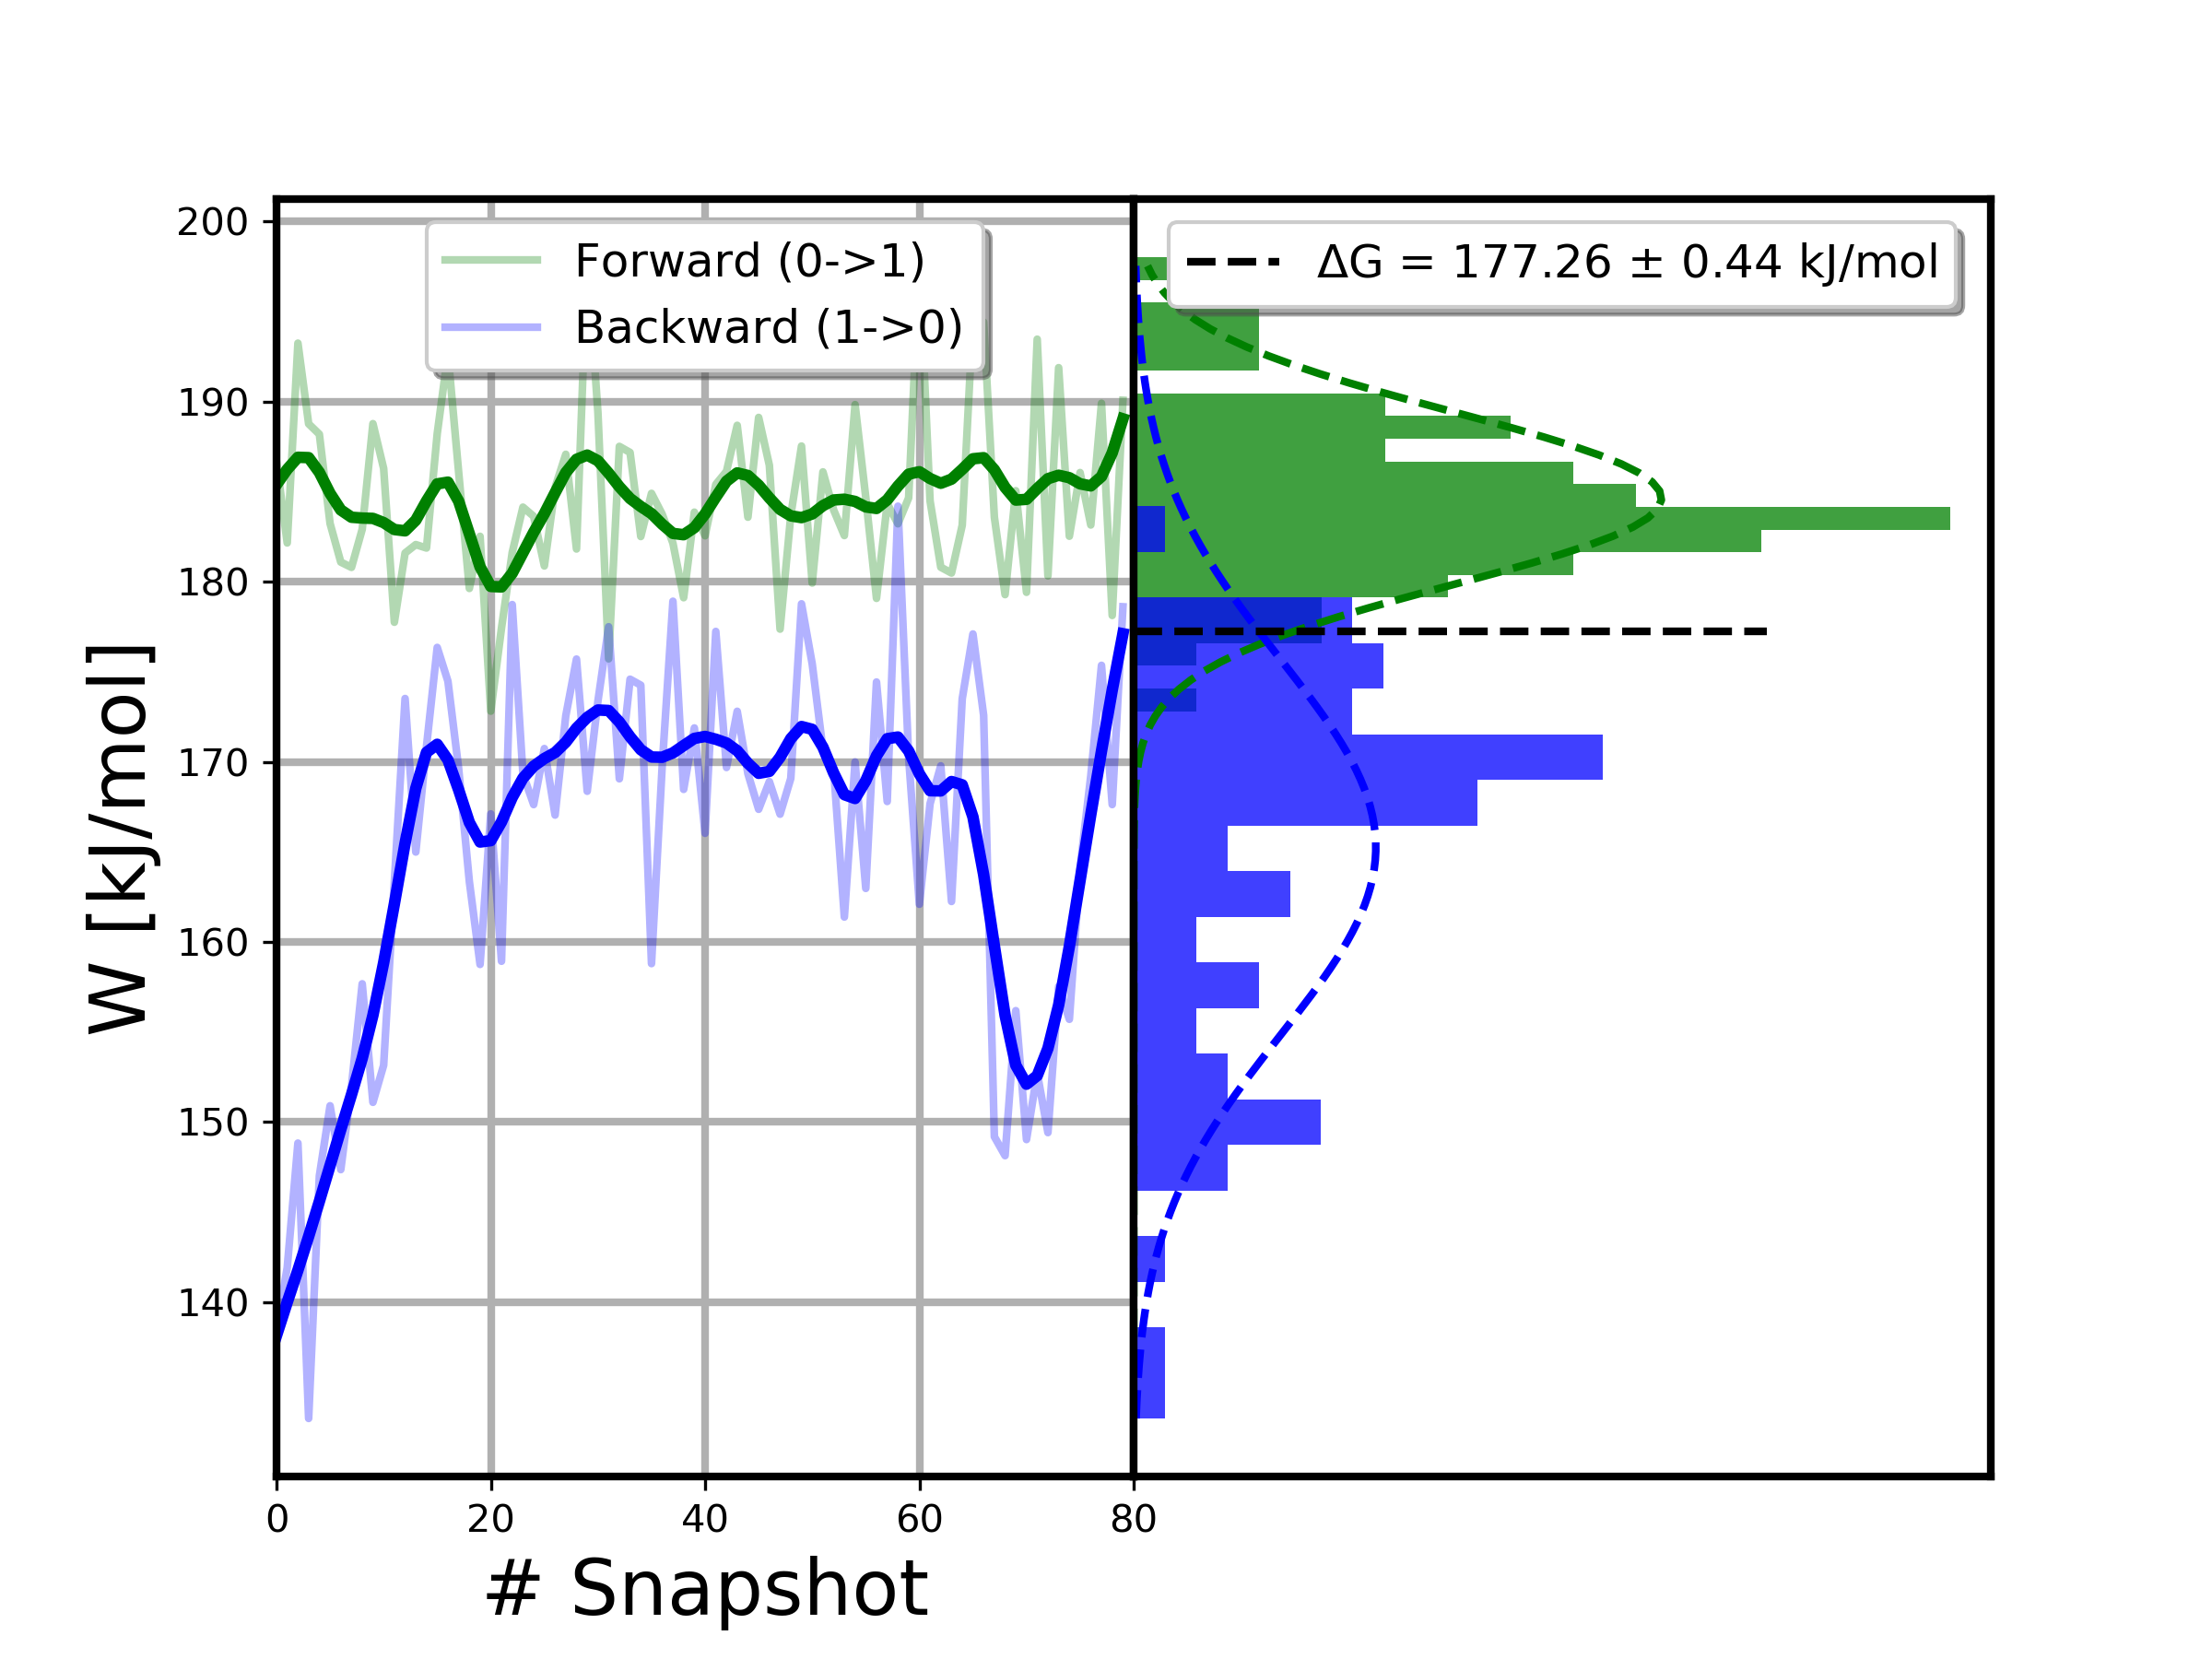 Forward (0->1)
Backward (1->0)
ΔG = 177.26 ± 0.44 kJ/mol
W [kJ/mol]
200
190
180
170
160
150
140
0 20 40 60 80
# Snapshot